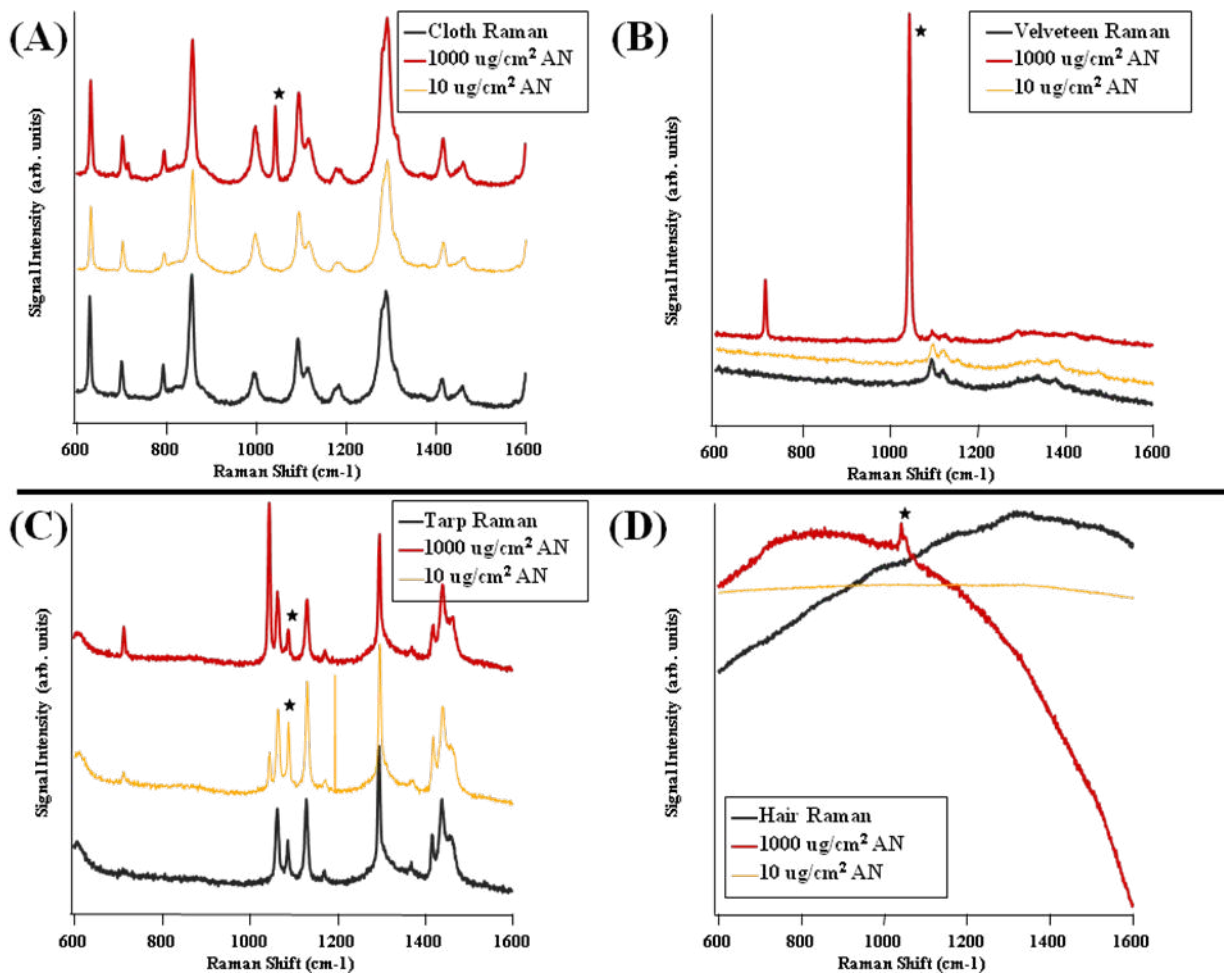 (A)
Cloth Raman
1000 ug/cm² AN
10 ug/cm² AN
★
Signal Intensity (arb. units)
600 800 1000 1200 1400 1600
Raman Shift (cm-1)
(B)
Velveteen Raman
1000 ug/cm² AN
10 ug/cm² AN
★
Signal Intensity (arb. units)
600 800 1000 1200 1400 1600
Raman Shift (cm-1)
(C)
Tarp Raman
1000 ug/cm² AN
10 ug/cm² AN
★
★
Signal Intensity (arb. units)
600 800 1000 1200 1400 1600
Raman Shift (cm-1)
(D)
★
Hair Raman
1000 ug/cm² AN
10 ug/cm² AN
Signal Intensity (arb. units)
600 800 1000 1200 1400 1600
Raman Shift (cm-1)